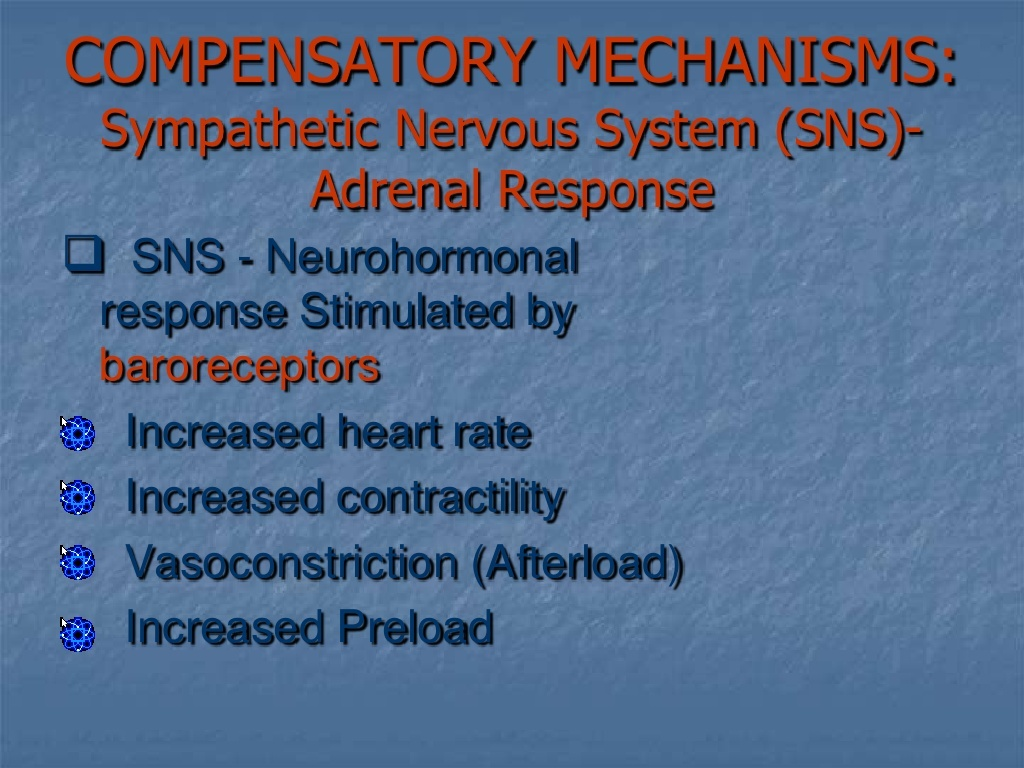 COMPENSATORY MECHANISMS:
Sympathetic Nervous System (SNS)-
Adrenal Response
SNS - Neurohormonal
response Stimulated by
baroreceptors
Increased heart rate
Increased contractility
Vasoconstriction (Afterload)
Increased Preload